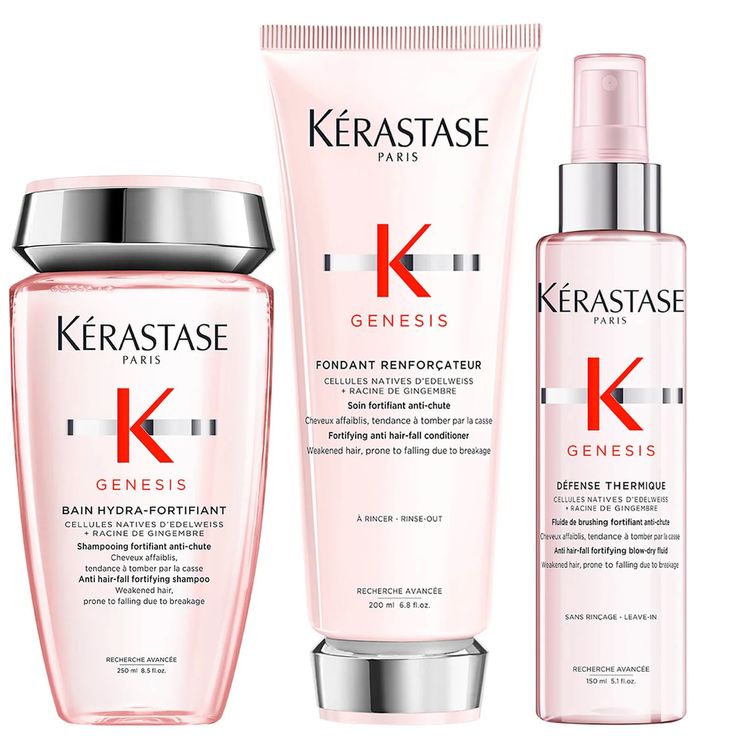 KÉRASTASE
PARIS
K
GENESIS
BAIN HYDRA-FORTIFIANT
CELLULES NATIVES D'EDELWEISS
+ RACINE DE GINGEMBRE
Shampooing fortifiant anti-chute
Cheveux affaiblis,
tendance à tomber par la casse
Anti hair-fall fortifying shampoo
Weakened hair,
prone to falling due to breakage
RECHERCHE AVANCÉE
250 ml 8.5 fl.oz.
KÉRASTASE
PARIS
K
GENESIS
FONDANT RENFORÇATEUR
CELLULES NATIVES D'EDELWEISS
+ RACINE DE GINGEMBRE
Soin fortifiant anti-chute
Cheveux affaiblis, tendance à tomber par la casse
Fortifying anti hair-fall conditioner
Weakened hair, prone to falling due to breakage
À RINCER - RINSE-OUT
RECHERCHE AVANCÉE
200 ml 6.8 fl.oz.
KÉRASTASE
PARIS
K
GENESIS
DÉFENSE THERMIQUE
CELLULES NATIVES D'EDELWEISS
+ RACINE DE GINGEMBRE
Fluide de brushing fortifiant anti-chute
Cheveux affaiblis, tendance à tomber par la casse
Anti hair-fall fortifying blow-dry fluid
Weakened hair, prone to falling due to breakage
SANS RINÇAGE - LEAVE-IN
RECHERCHE AVANCÉE
150 ml 5.1 fl.oz.